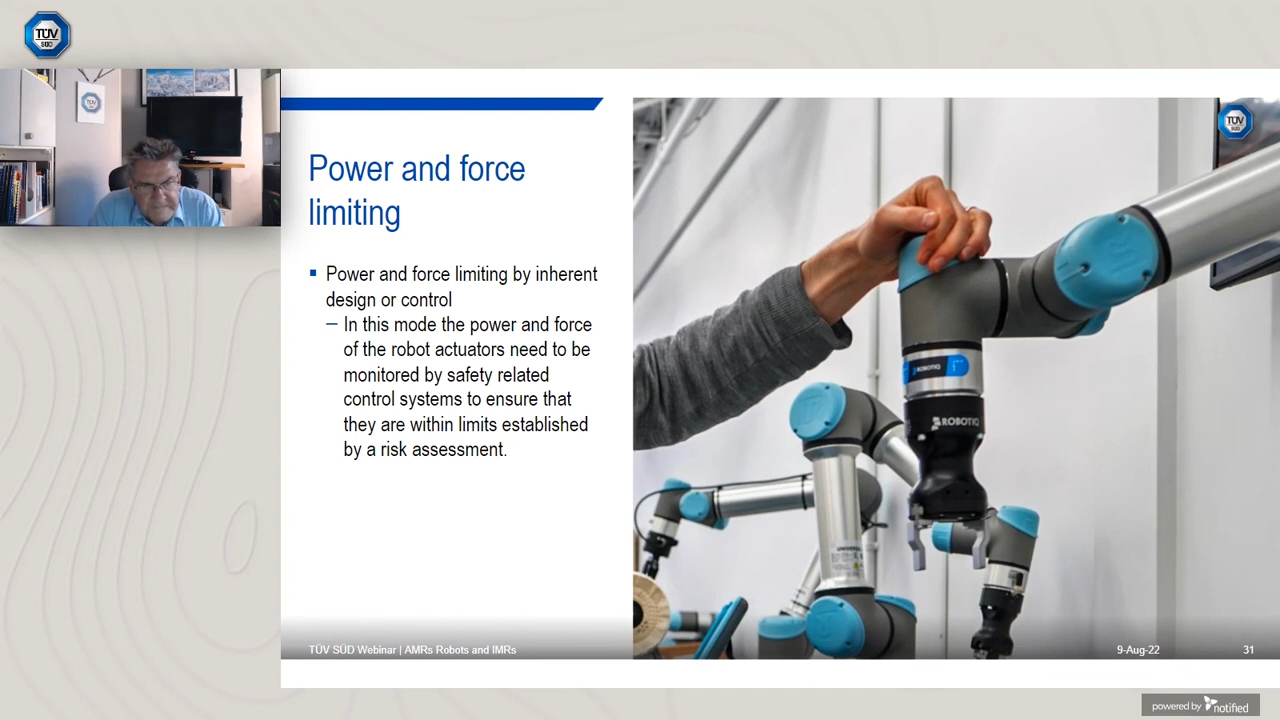 TÜV
SÜD
TÜV
Power and force
limiting
Power and force limiting by inherent
design or control
– In this mode the power and force
of the robot actuators need to be
monitored by safety related
control systems to ensure that
they are within limits established
by a risk assessment.
TÜV
SÜD
ROBOTIQ
ROBOTIQ
TÜV SÜD Webinar | AMRs Robots and IMRs
9-Aug-22
31
powered by notified